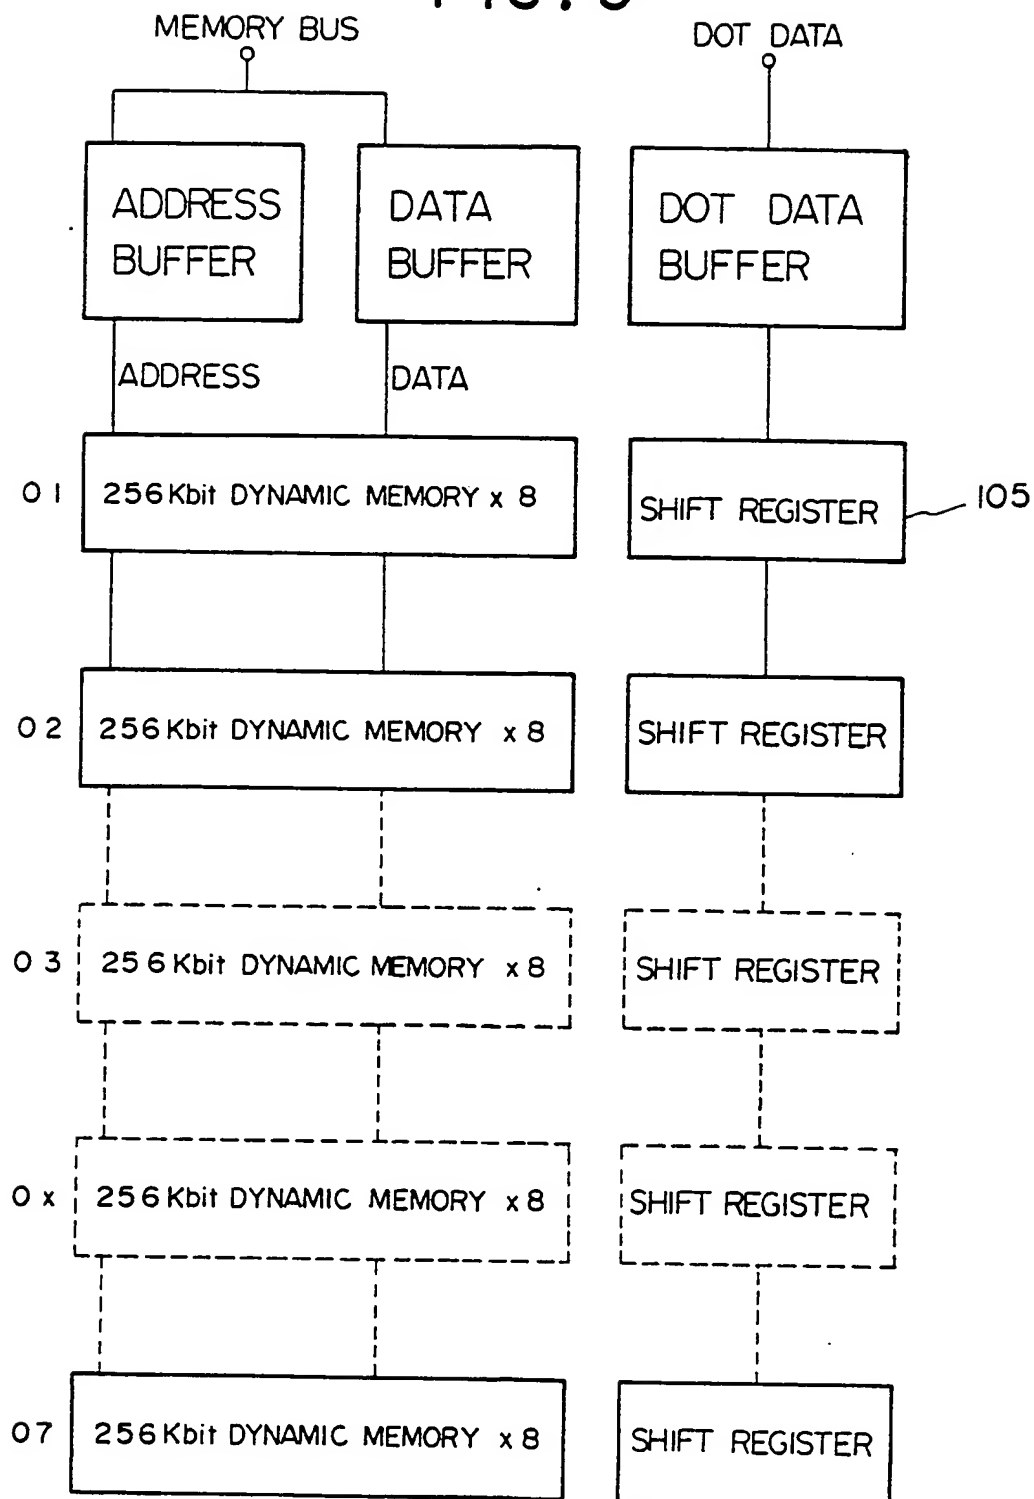 MEMORY BUS
DOT DATA
ADDRESS
BUFFER
DATA
BUFFER
DOT DATA
BUFFER
ADDRESS
DATA
01
256Kbit DYNAMIC MEMORY x 8
SHIFT REGISTER
105
02
256Kbit DYNAMIC MEMORY x 8
SHIFT REGISTER
03
256Kbit DYNAMIC MEMORY x 8
SHIFT REGISTER
0x
256Kbit DYNAMIC MEMORY x 8
SHIFT REGISTER
07
256Kbit DYNAMIC MEMORY x 8
SHIFT REGISTER